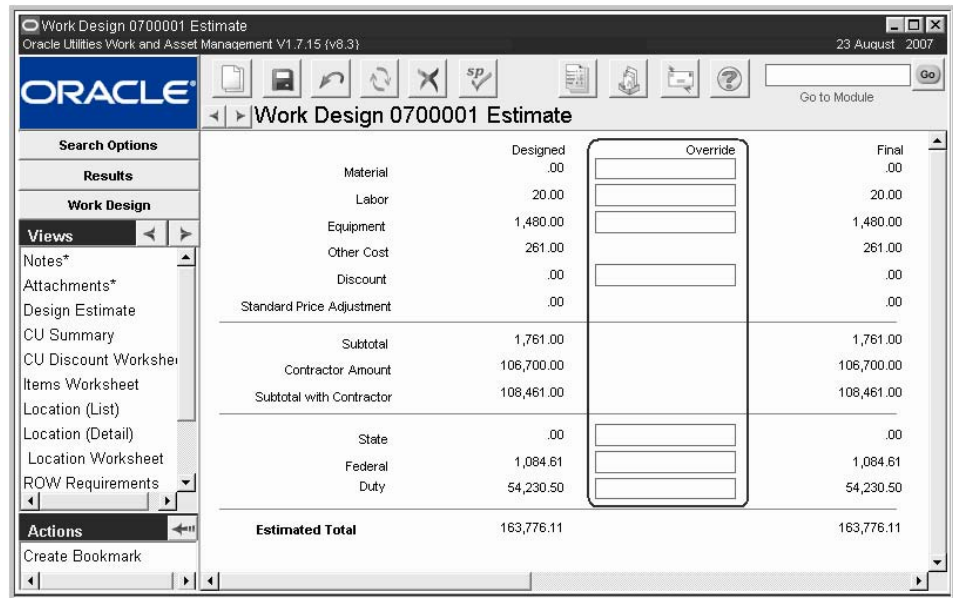 Work Design 0700001 Estimate
Oracle Utilities Work and Asset Management V1.7.15 (v8.3)
23 August 2007
ORACLE
sp
Go
Go to Module
Work Design 0700001 Estimate
Search Options
Results
Work Design
Views
Notes*
Attachments*
Design Estimate
CU Summary
CU Discount Workshe
Items Worksheet
Location (List)
Location (Detail)
Location Worksheet
ROW Requirements
Actions
Create Bookmark
Designed Override Final
Material .00 .00
Labor 20.00 20.00
Equipment 1,480.00 1,480.00
Other Cost 261.00 261.00
Discount .00 .00
Standard Price Adjustment .00 .00
Subtotal 1,761.00 1,761.00
Contractor Amount 106,700.00 106,700.00
Subtotal with Contractor 108,461.00 108,461.00
State .00 .00
Federal 1,084.61 1,084.61
Duty 54,230.50 54,230.50
Estimated Total 163,776.11 163,776.11